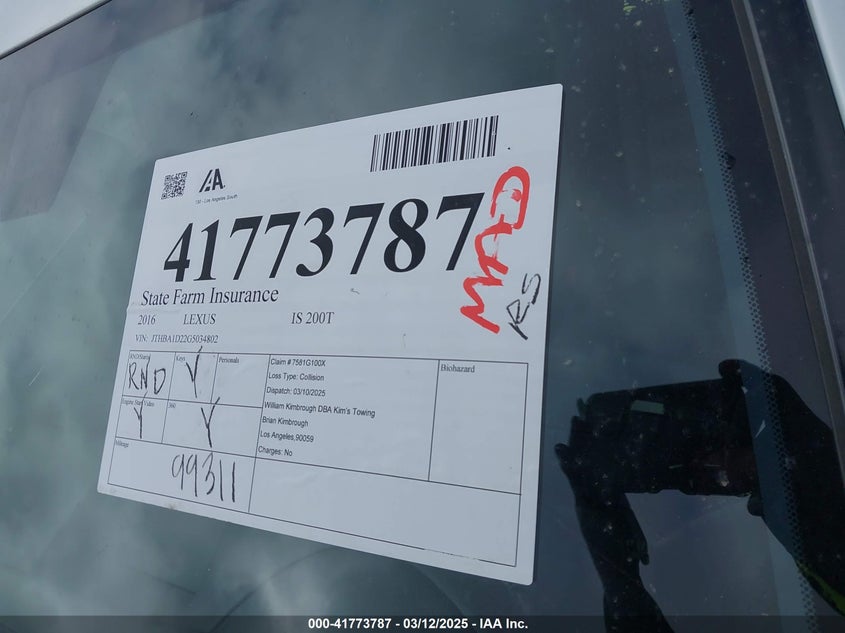 IAA
41773787
State Farm Insurance
2016 LEXUS IS 200T
VIN: JTHBA1D22G5034802
Keys
Personals
RND
Y
Engine Start
Y
Y
Mileage
99311
Claim # 7581G100X
Loss Type: Collision
Dispatch: 03/10/2025
William Kimbrough DBA Kim's Towing
Brian Kimbrough
Los Angeles,90059
Charges: No
Biohazard
RS
000-41773787 - 03/12/2025 - IAA Inc.